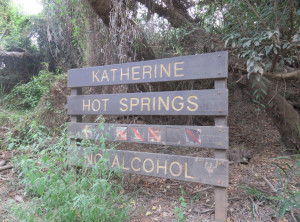 KATHERINE
HOT SPRINGS
NO ALCOHOL